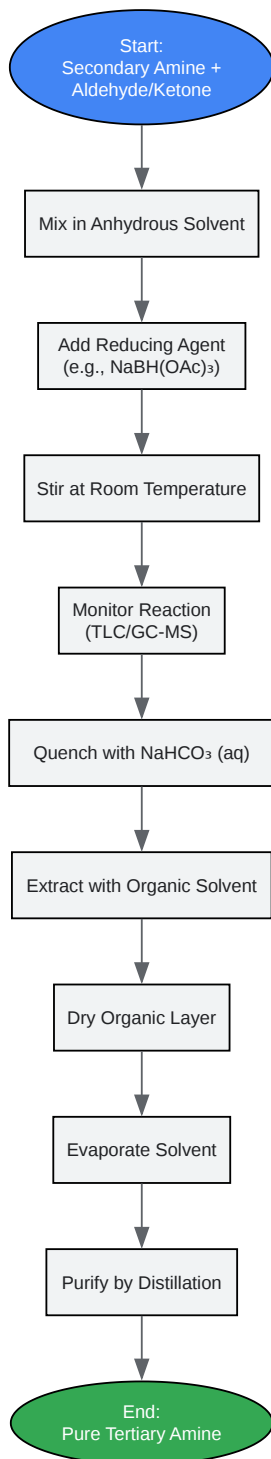 Start:
Secondary Amine +
Aldehyde/Ketone
Mix in Anhydrous Solvent
Add Reducing Agent
(e.g., NaBH(OAc)₃)
Stir at Room Temperature
Monitor Reaction
(TLC/GC-MS)
Quench with NaHCO₃ (aq)
Extract with Organic Solvent
Dry Organic Layer
Evaporate Solvent
Purify by Distillation
End:
Pure Tertiary Amine